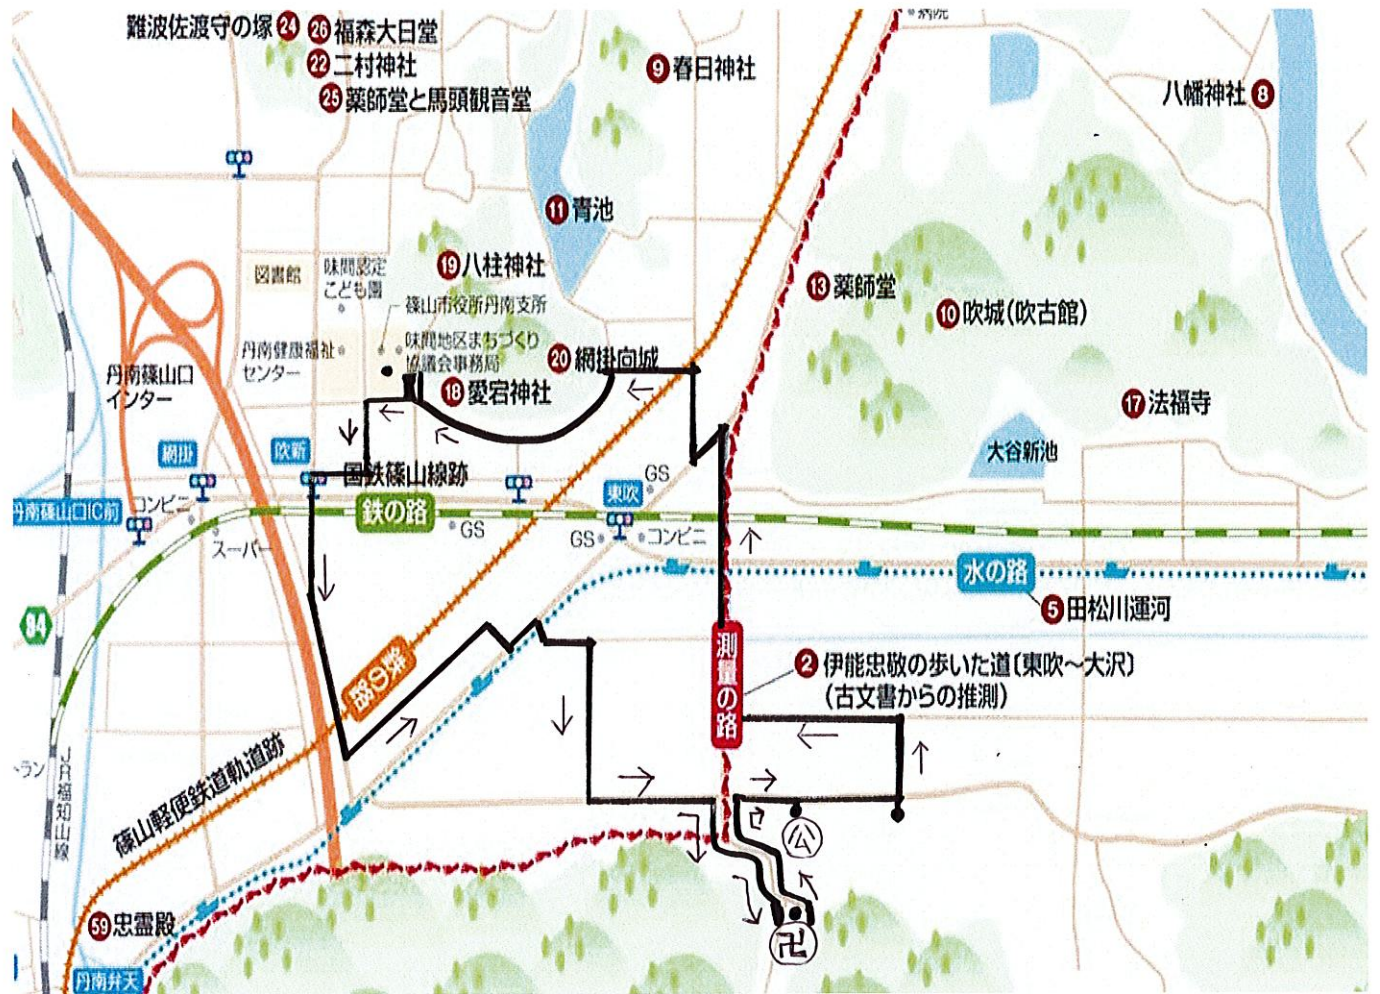 病院
難波佐渡守の塚 24
26 福森大日堂
22 二村神社
25 薬師堂と馬頭観音堂
9 春日神社
八幡神社 8
11 青池
19 八柱神社
図書館
味間認定
こども園
篠山市役所丹南支所
13 薬師堂
10 吹城(吹古館)
丹南健康福祉
センター
味間地区まちづくり
協議会事務局
20 網掛向城
18 愛宕神社
丹南篠山口
インター
17 法福寺
大谷新池
網掛
吹新
国鉄篠山線跡
GS
東吹
丹南篠山口IC前
コンビニ
鉄の路
GS
GS
コンビニ
スーパー
水の路
5 田松川運河
94
測量の路
2 伊能忠敬の歩いた道〔東吹~大沢〕
(古文書からの推測)
篠山軽便鉄道軌道跡
JR福知山線
公
59 忠霊殿
卍
丹南弁天